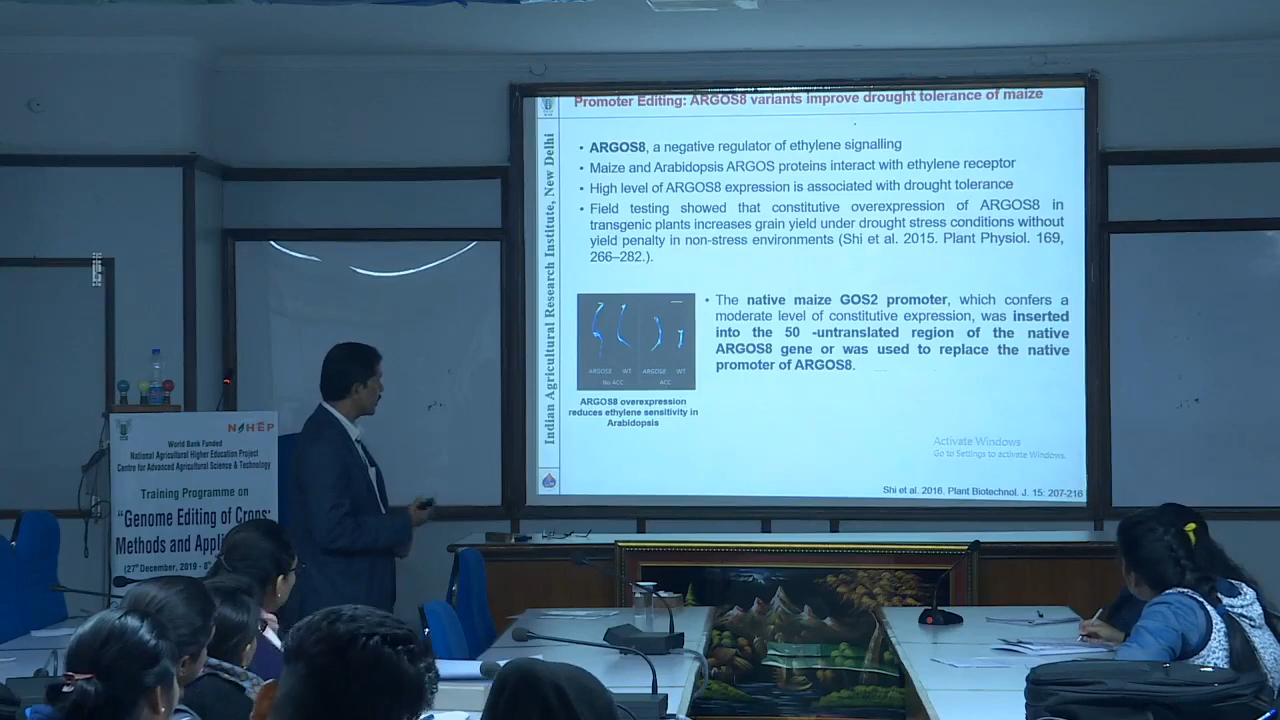 Promoter Editing: ARGOS8 variants improve drought tolerance of maize
Indian Agricultural Research Institute, New Delhi
• ARGOS8, a negative regulator of ethylene signalling
• Maize and Arabidopsis ARGOS proteins interact with ethylene receptor
• High level of ARGOS8 expression is associated with drought tolerance
• Field testing showed that constitutive overexpression of ARGOS8 in
transgenic plants increases grain yield under drought stress conditions without
yield penalty in non-stress environments (Shi et al. 2015. Plant Physiol. 169,
266–282.).
ARGOS8 WT ARGOS8 WT
No ACC ACC
ARGOS8 overexpression
reduces ethylene sensitivity in
Arabidopsis
• The native maize GOS2 promoter, which confers a
moderate level of constitutive expression, was inserted
into the 50 -untranslated region of the native
ARGOS8 gene or was used to replace the native
promoter of ARGOS8.
Activate Windows
Go to Settings to activate Windows.
Shi et al. 2016, Plant Biotechnol. J. 15: 207-216
NAHEP
World Bank Funded
National Agricultural Higher Education Project
Centre for Advanced Agricultural Science & Technology
Training Programme on
"Genome Editing of Crops:
Methods and Appli
(27th December, 2019 - 8